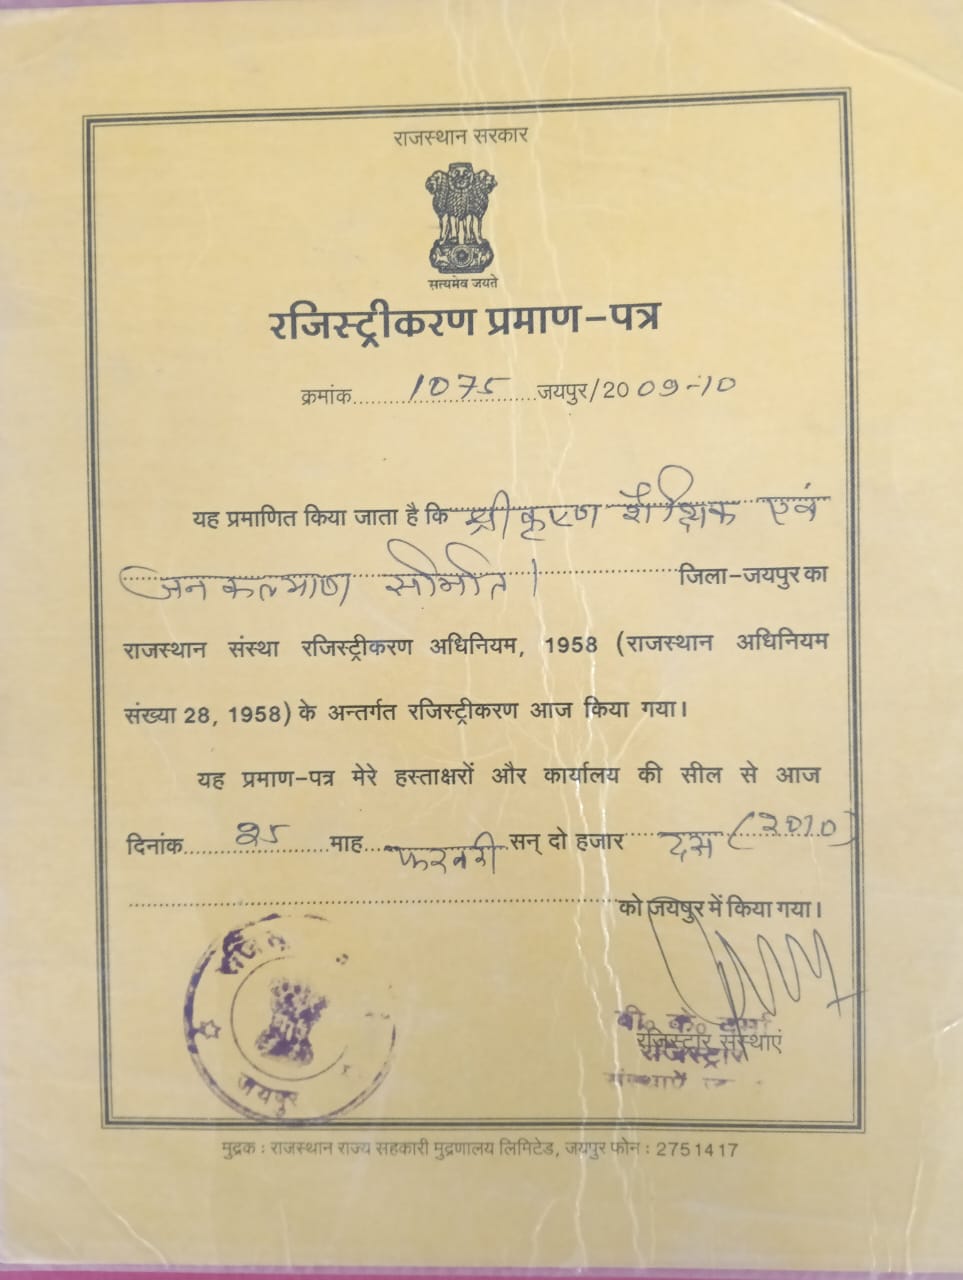 राजस्थान सरकार
सत्यमेव जयते
रजिस्ट्रीकरण प्रमाण-पत्र
क्रमांक 1075 जयपुर/2009-10
यह प्रमाणित किया जाता है कि श्री कृष्ण शैक्षिक एवं
जन कल्याण समिति। जिला-जयपुर का
राजस्थान संस्था रजिस्ट्रीकरण अधिनियम, 1958 (राजस्थान अधिनियम
संख्या 28, 1958) के अन्तर्गत रजिस्ट्रीकरण आज किया गया।
यह प्रमाण-पत्र मेरे हस्ताक्षरों और कार्यालय की सील से आज
दिनांक 25 माह फरवरी सन् दो हजार दस (2010)
को जयपुर में किया गया।
बी० के०
रजिस्ट्रार संस्थाएं
रजिस्ट्रार
संस्थाऐं
जयपुर
मुद्रक : राजस्थान राज्य सहकारी मुद्रणालय लिमिटेड, जयपुर फोन : 2751417